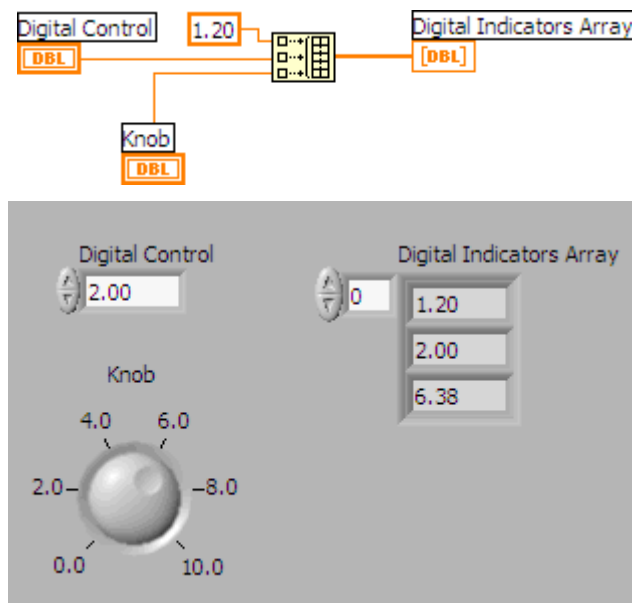 Digital Control 1.20 Digital Indicators Array
DBL [DBL]
Knob
DBL
Digital Control Digital Indicators Array
2.00 0 1.20
2.00
Knob 6.38
4.0 6.0
2.0 8.0
0.0 10.0